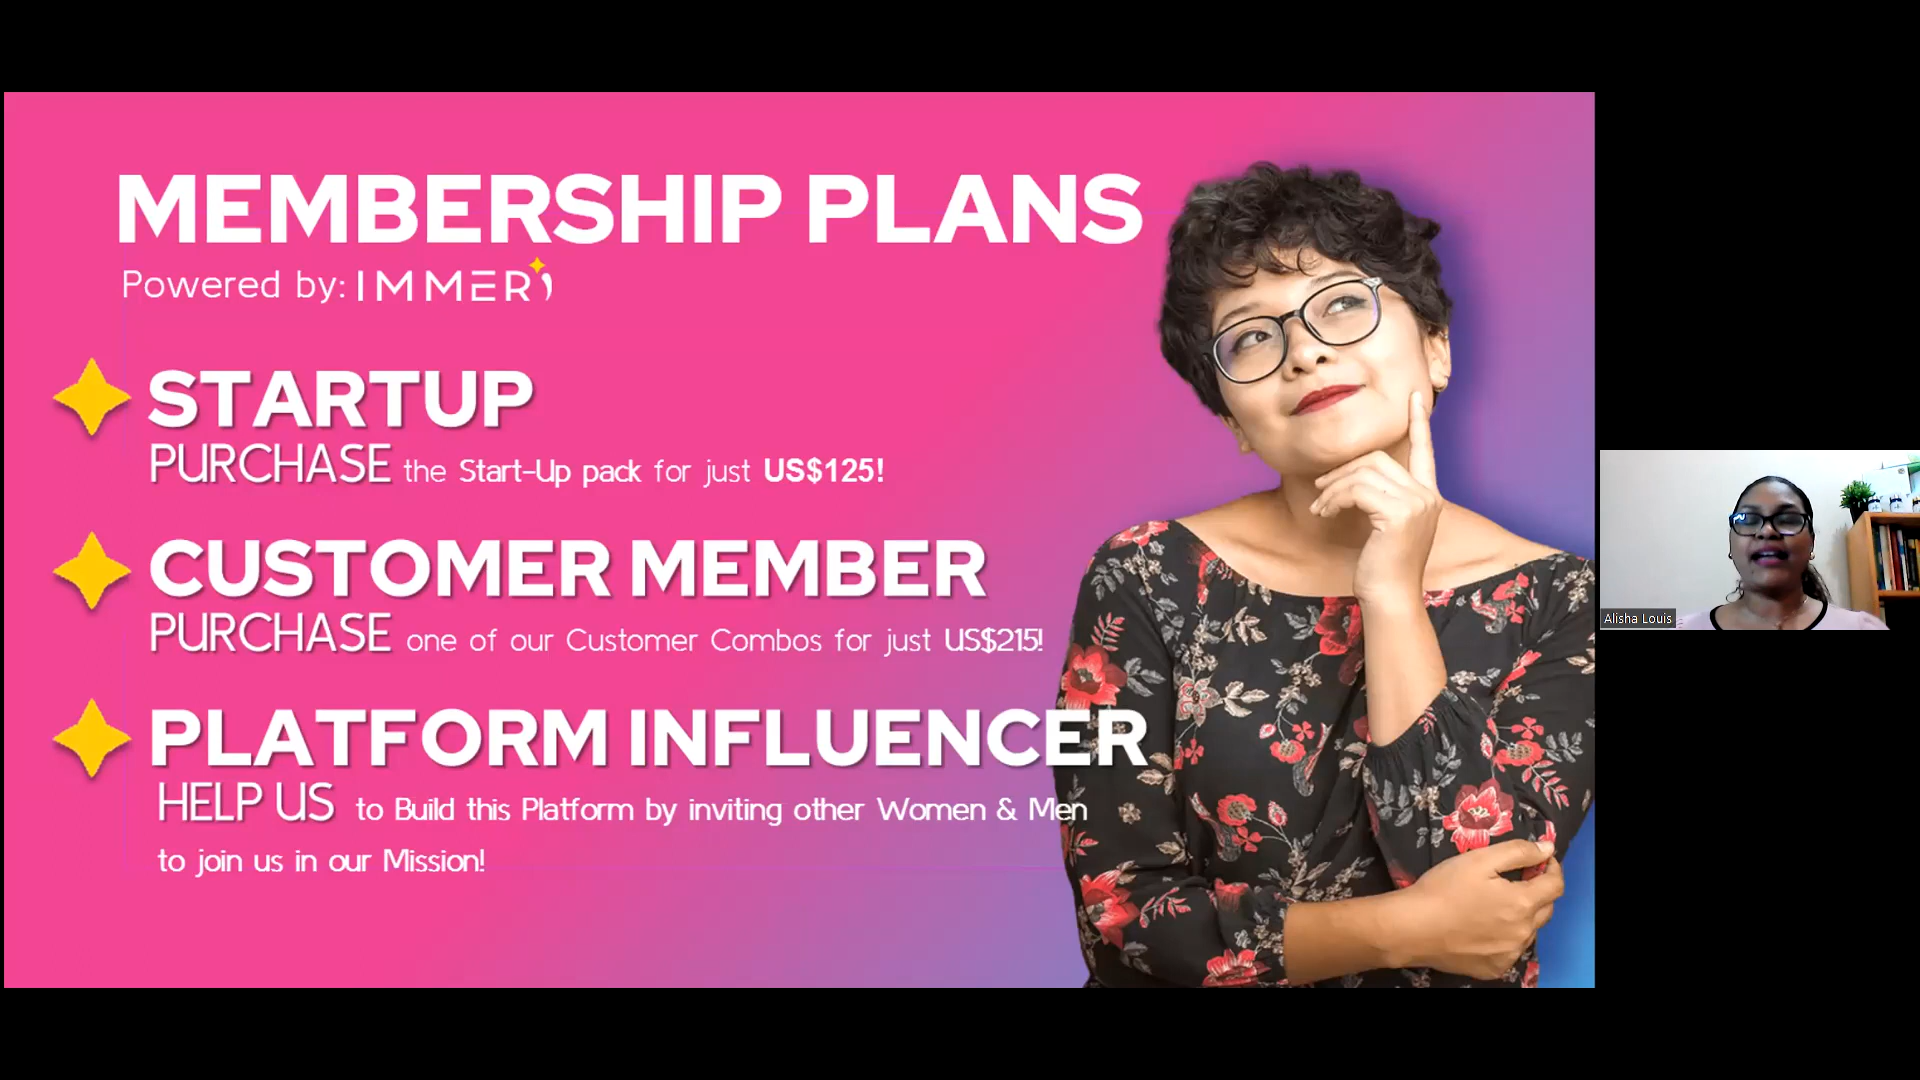 MEMBERSHIP PLANS
Powered by: IMMERI
STARTUP
PURCHASE the Start-Up pack for just US$125!
CUSTOMER MEMBER
PURCHASE one of our Customer Combos for just US$215!
PLATFORM INFLUENCER
HELP US to Build this Platform by inviting other Women & Men
to join us in our Mission!
Alisha Louis